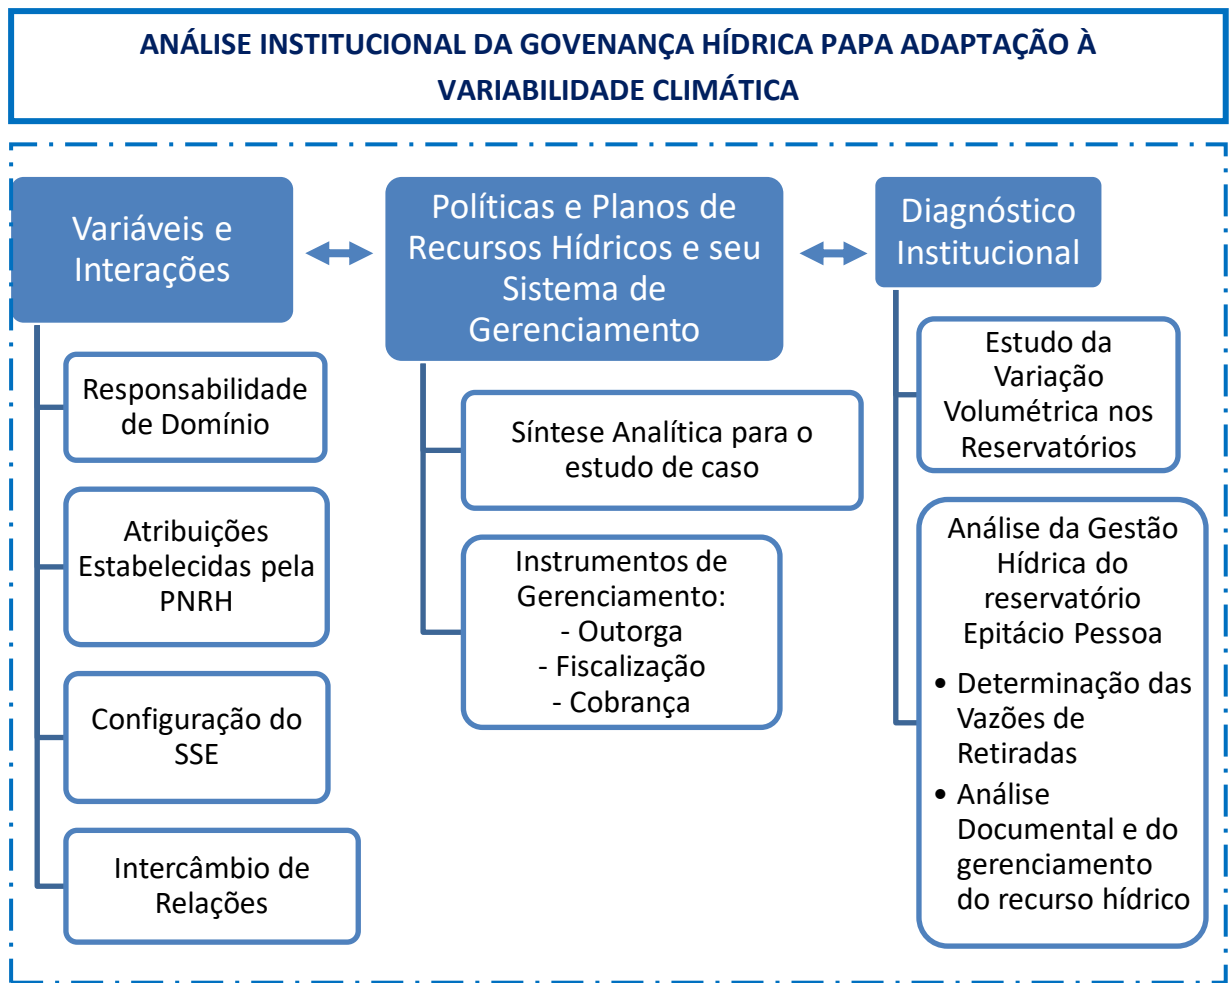 ANÁLISE INSTITUCIONAL DA GOVENANÇA HÍDRICA PAPA ADAPTAÇÃO À
VARIABILIDADE CLIMÁTICA
Variáveis e
Interações
Responsabilidade
de Domínio
Atribuições
Estabelecidas pela
PNRH
Configuração do
SSE
Intercâmbio de
Relações
Políticas e Planos de
Recursos Hídricos e seu
Sistema de
Gerenciamento
Síntese Analítica para o
estudo de caso
Instrumentos de
Gerenciamento:
- Outorga
- Fiscalização
- Cobrança
Diagnóstico
Institucional
Estudo da
Variação
Volumétrica nos
Reservatórios
Análise da Gestão
Hídrica do
reservatório
Epitácio Pessoa
• Determinação das
Vazões de
Retiradas
• Análise
Documental e do
gerenciamento
do recurso hídrico